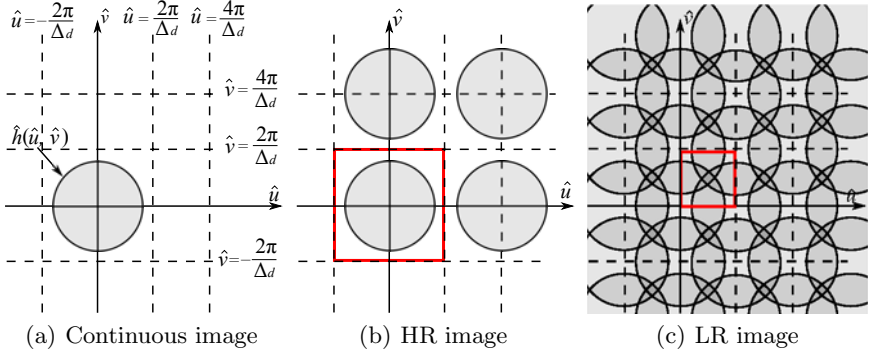 û = −2π/Δd
v̂
û = 2π/Δd
û = 4π/Δd
v̂ = 4π/Δd
ĥ(û, v̂)
v̂ = 2π/Δd
û
v̂ = −2π/Δd
(a) Continuous image
v̂
û
(b) HR image
v̂
û
(c) LR image